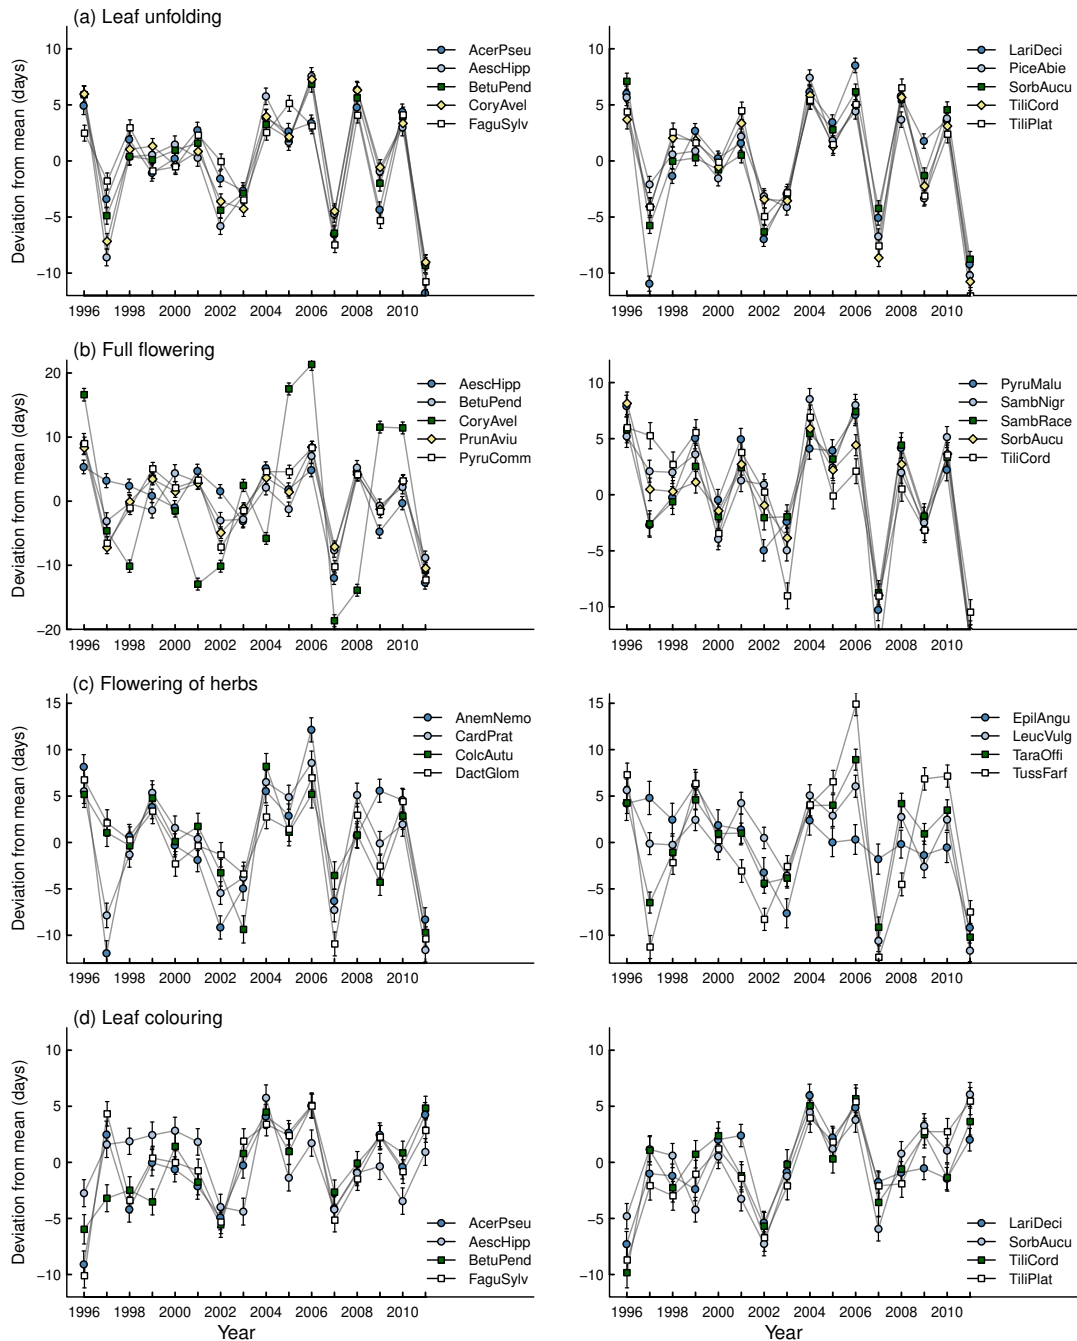 (a) Leaf unfolding
Deviation from mean (days)
10
5
0
−5
−10
1996 1998 2000 2002 2004 2006 2008 2010
AcerPseu
AescHipp
BetuPend
CoryAvel
FaguSylv
10
5
0
−5
−10
1996 1998 2000 2002 2004 2006 2008 2010
LariDeci
PiceAbie
SorbAucu
TiliCord
TiliPlat
(b) Full flowering
Deviation from mean (days)
20
10
0
−10
−20
1996 1998 2000 2002 2004 2006 2008 2010
AescHipp
BetuPend
CoryAvel
PrunAviu
PyruComm
10
5
0
−5
−10
1996 1998 2000 2002 2004 2006 2008 2010
PyruMalu
SambNigr
SambRace
SorbAucu
TiliCord
(c) Flowering of herbs
Deviation from mean (days)
15
10
5
0
−5
−10
1996 1998 2000 2002 2004 2006 2008 2010
AnemNemo
CardPrat
ColcAutu
DactGlom
15
10
5
0
−5
−10
1996 1998 2000 2002 2004 2006 2008 2010
EpilAngu
LeucVulg
TaraOffi
TussFarf
(d) Leaf colouring
Deviation from mean (days)
10
5
0
−5
−10
1996 1998 2000 2002 2004 2006 2008 2010
Year
AcerPseu
AescHipp
BetuPend
FaguSylv
10
5
0
−5
−10
1996 1998 2000 2002 2004 2006 2008 2010
Year
LariDeci
SorbAucu
TiliCord
TiliPlat